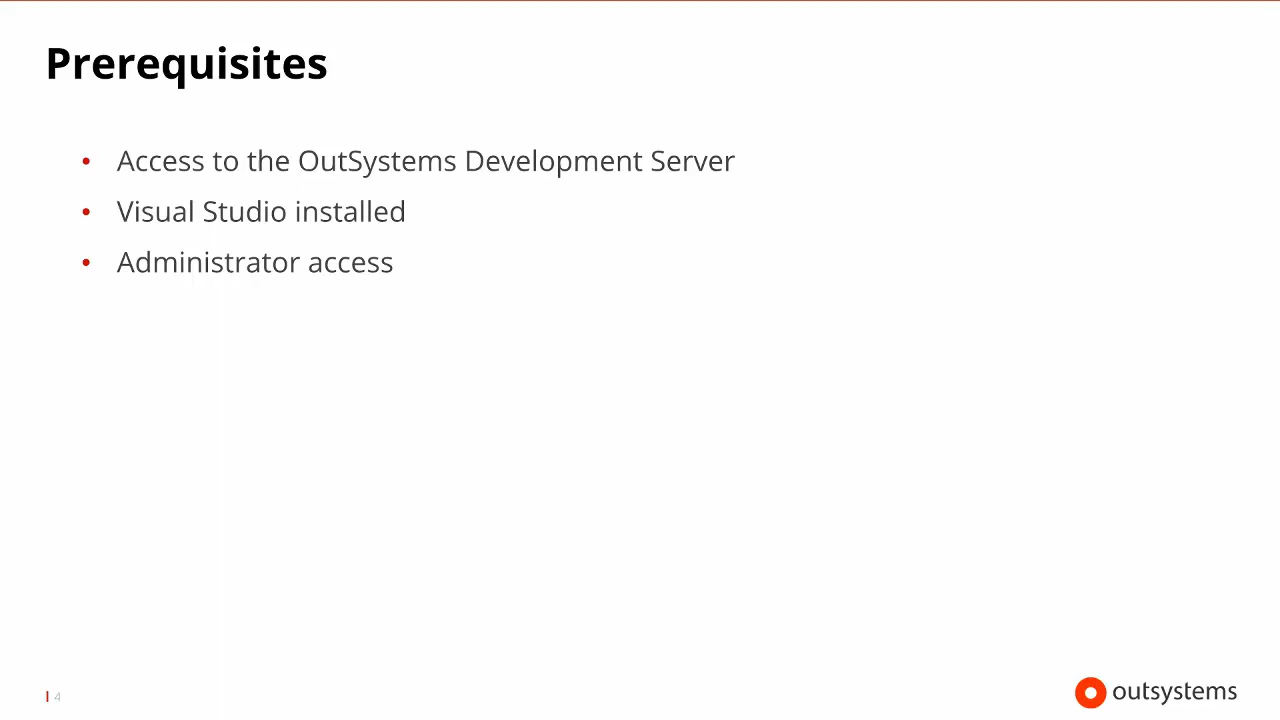 Prerequisites
• Access to the OutSystems Development Server
• Visual Studio installed
• Administrator access
4
outsystems